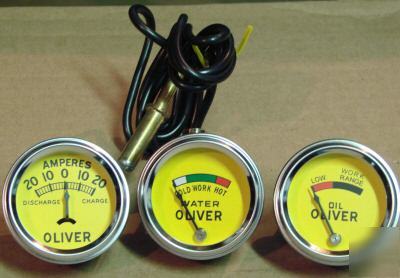 AMPERES
20 10 0 10 20
DISCHARGE CHARGE
OLIVER
COLD WORK HOT
WATER
OLIVER
WORK RANGE
LOW
OIL
OLIVER